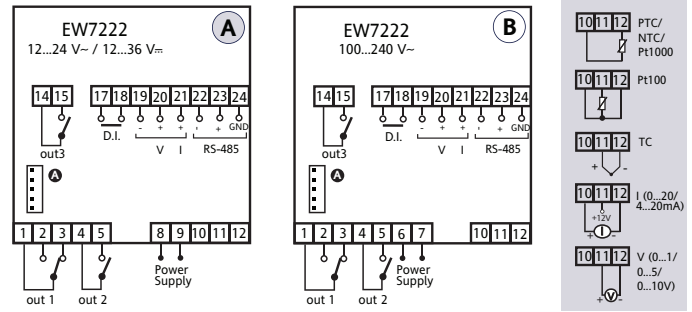 EW7222
A
12...24 V~ / 12...36 V⎓
14 15 17 18 19 20 21 22 23 24
D.I. - + + - + GND
V I RS-485
out3
A
1 2 3 4 5 8 9 10 11 12
Power
Supply
out 1 out 2
EW7222
B
100...240 V~
14 15 17 18 19 20 21 22 23 24
D.I. - + + - + GND
V I RS-485
out3
A
1 2 3 4 5 6 7 10 11 12
Power
Supply
out 1 out 2
10 11 12 PTC/
NTC/
Pt1000
10 11 12 Pt100
10 11 12 TC
+ -
10 11 12 I (0...20/
4...20mA)
+12V
+ I -
10 11 12 V (0...1/
0...5/
0...10V)
+ V -